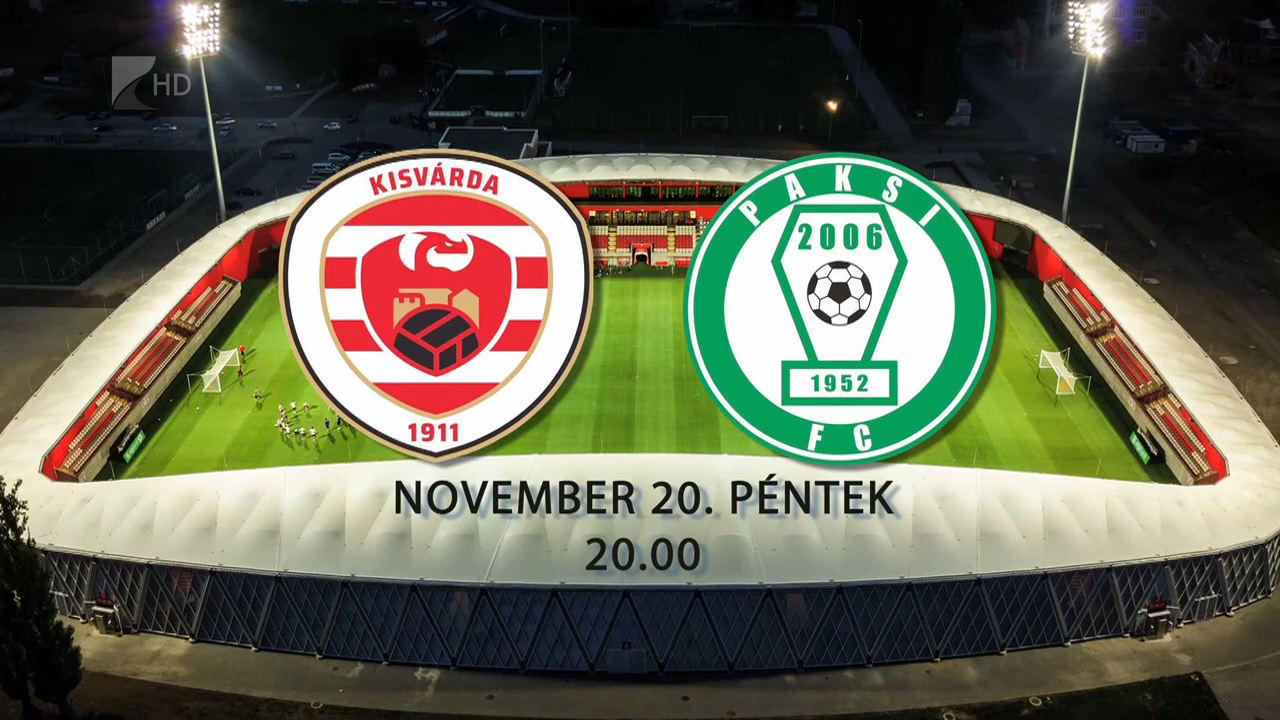 HD
KISVÁRDA
1911
PAKSI
2006
1952
FC
NOVEMBER 20. PÉNTEK
20.00